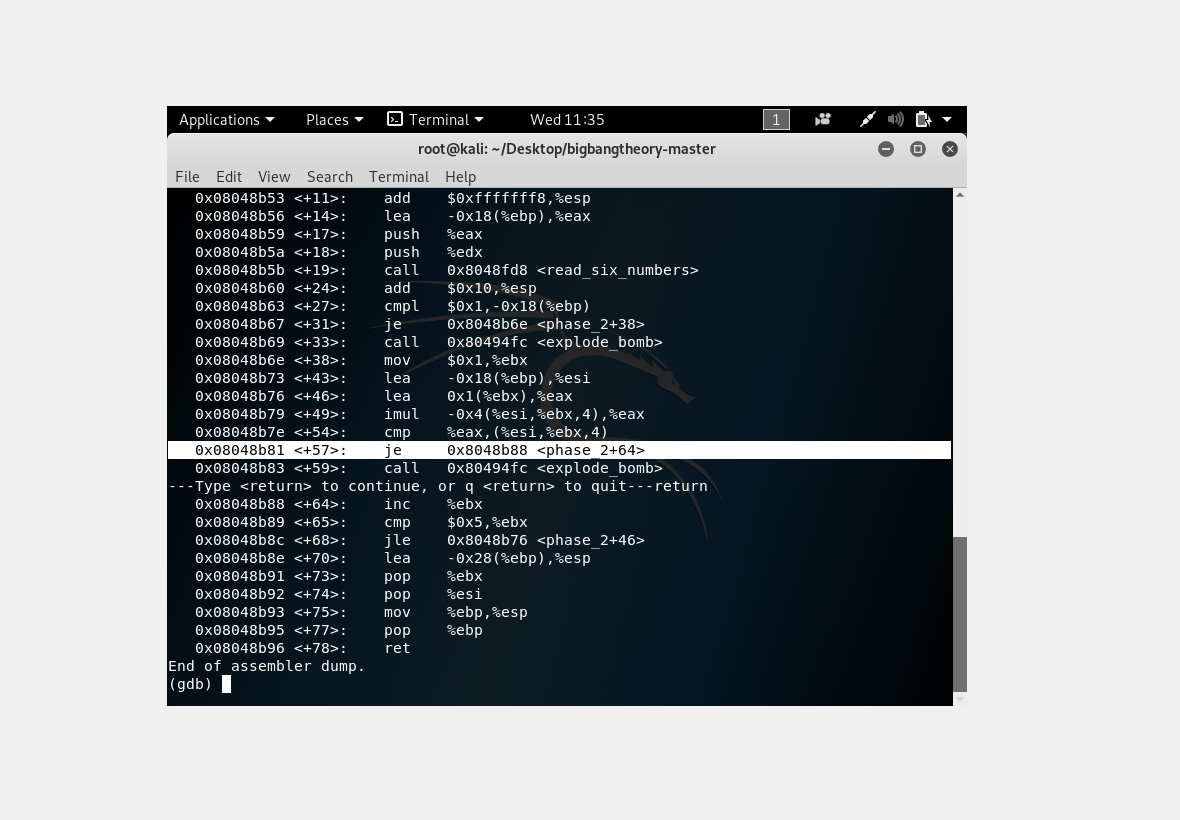 Applications Places Terminal Wed 11:35 1
root@kali: ~/Desktop/bigbangtheory-master
File Edit View Search Terminal Help
0x08048b53 <+11>: add $0xfffffff8,%esp
0x08048b56 <+14>: lea -0x18(%ebp),%eax
0x08048b59 <+17>: push %eax
0x08048b5a <+18>: push %edx
0x08048b5b <+19>: call 0x8048fd8 <read_six_numbers>
0x08048b60 <+24>: add $0x10,%esp
0x08048b63 <+27>: cmpl $0x1,-0x18(%ebp)
0x08048b67 <+31>: je 0x8048b6e <phase_2+38>
0x08048b69 <+33>: call 0x80494fc <explode_bomb>
0x08048b6e <+38>: mov $0x1,%ebx
0x08048b73 <+43>: lea -0x18(%ebp),%esi
0x08048b76 <+46>: lea 0x1(%ebx),%eax
0x08048b79 <+49>: imul -0x4(%esi,%ebx,4),%eax
0x08048b7e <+54>: cmp %eax,(%esi,%ebx,4)
0x08048b81 <+57>: je 0x8048b88 <phase_2+64>
0x08048b83 <+59>: call 0x80494fc <explode_bomb>
---Type <return> to continue, or q <return> to quit---return
0x08048b88 <+64>: inc %ebx
0x08048b89 <+65>: cmp $0x5,%ebx
0x08048b8c <+68>: jle 0x8048b76 <phase_2+46>
0x08048b8e <+70>: lea -0x28(%ebp),%esp
0x08048b91 <+73>: pop %ebx
0x08048b92 <+74>: pop %esi
0x08048b93 <+75>: mov %ebp,%esp
0x08048b95 <+77>: pop %ebp
0x08048b96 <+78>: ret
End of assembler dump.
(gdb)